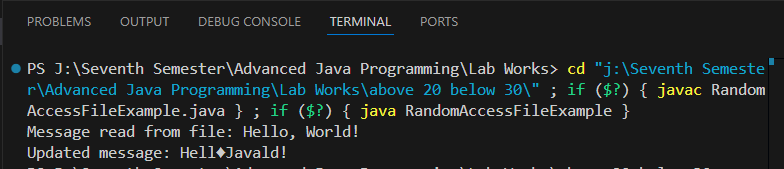 PROBLEMS OUTPUT DEBUG CONSOLE TERMINAL PORTS
PS J:\Seventh Semester\Advanced Java Programming\Lab Works> cd "j:\Seventh Semeste
r\Advanced Java Programming\Lab Works\above 20 below 30\" ; if ($?) { javac Random
AccessFileExample.java } ; if ($?) { java RandomAccessFileExample }
Message read from file: Hello, World!
Updated message: Hell♦Javald!